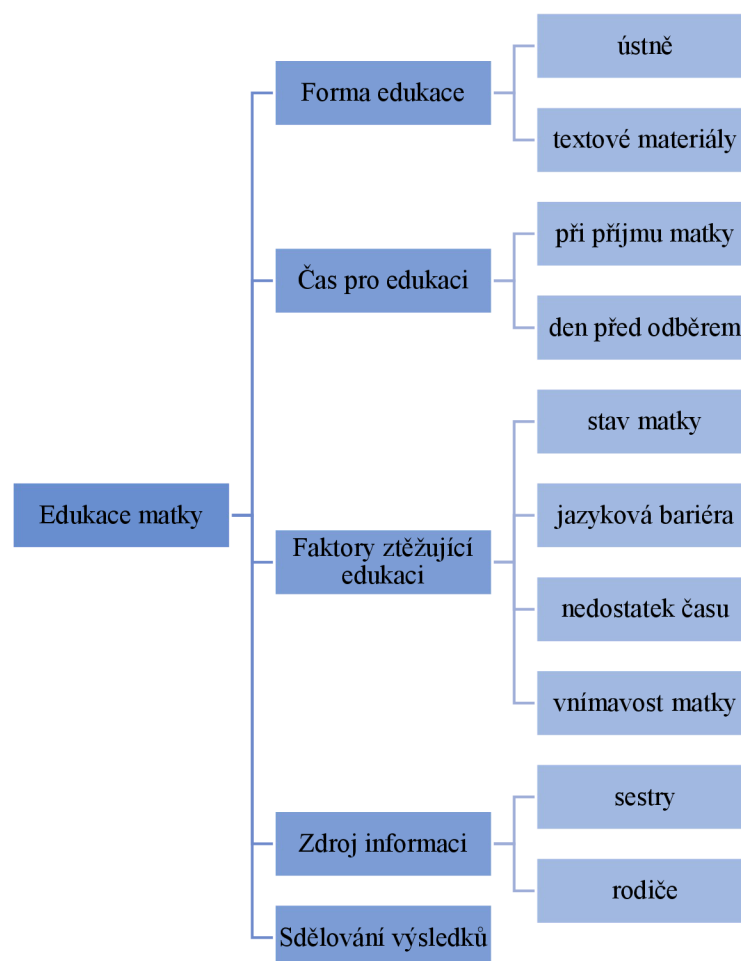 Edukace matky
Forma edukace
ústně
textové materiály
Čas pro edukaci
při příjmu matky
den před odběrem
Faktory ztěžující
edukaci
stav matky
jazyková bariéra
nedostatek času
vnímavost matky
Zdroj informaci
sestry
rodiče
Sdělování výsledků